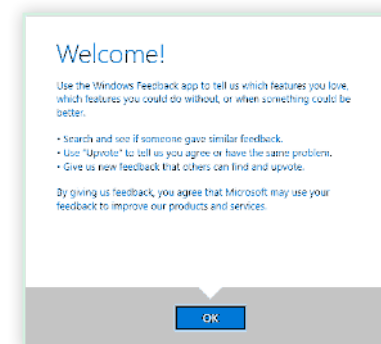 Welcome!
Use the Windows Feedback app to tell us which features you love,
which features you could do without, or when something could be
better.
• Search and see if someone gave similar feedback.
• Use "Upvote" to tell us you agree or have the same problem.
• Give us new feedback that others can find and upvote.
By giving us feedback, you agree that Microsoft may use your
feedback to improve our products and services.
OK